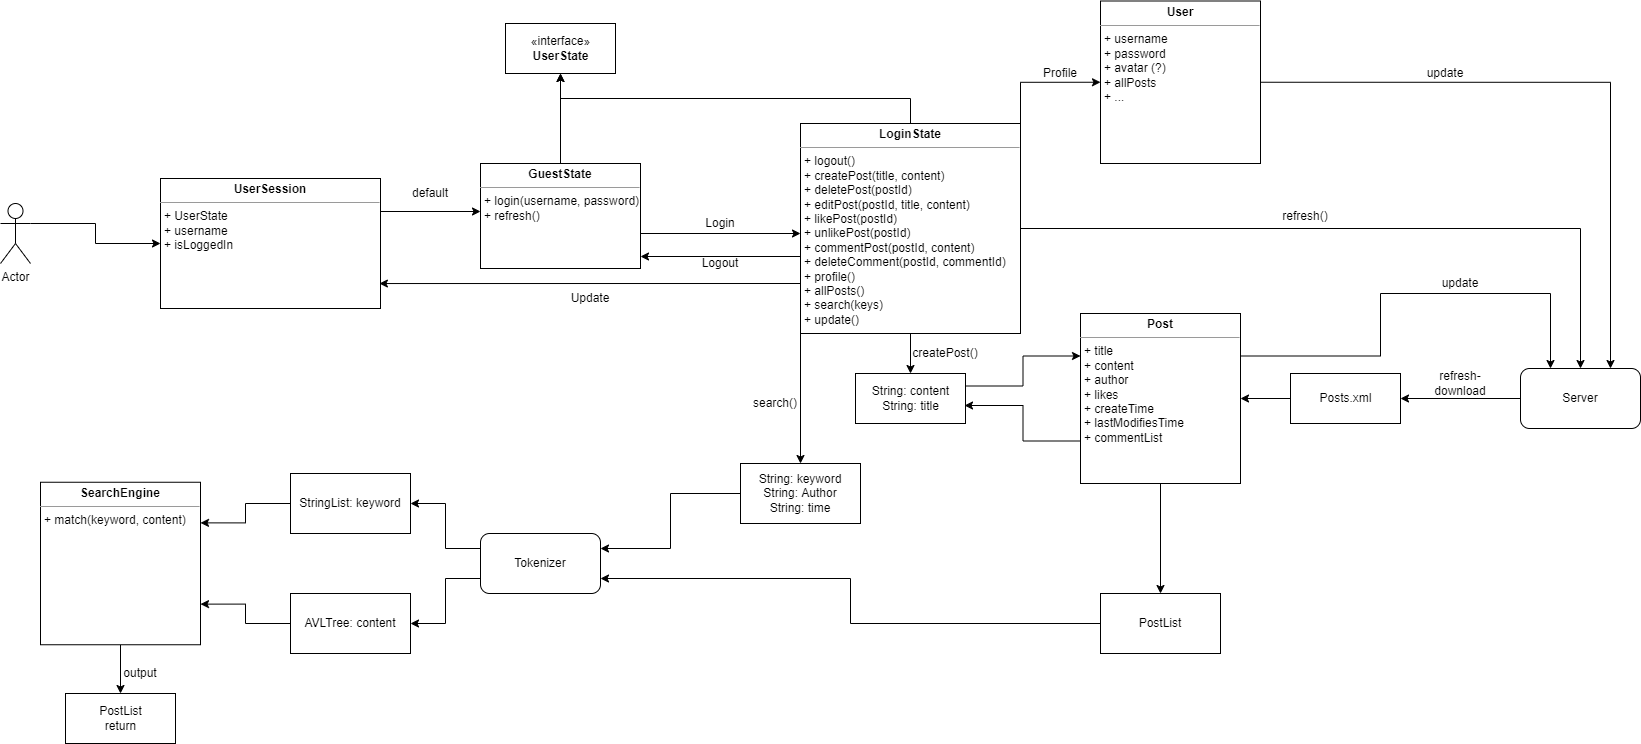 User
+ username
+ password
+ avatar (?)
+ allPosts
+ ...
«interface»
UserState
Profile
update
LoginState
+ logout()
+ createPost(title, content)
+ deletePost(postId)
+ editPost(postId, title, content)
+ likePost(postId)
+ unlikePost(postId)
+ commentPost(postId, content)
+ deleteComment(postId, commentId)
+ profile()
+ allPosts()
+ search(keys)
+ update()
GuestState
+ login(username, password)
+ refresh()
UserSession
+ UserState
+ username
+ isLoggedIn
default
Actor
Login
Logout
Update
refresh()
update
Post
+ title
+ content
+ author
+ likes
+ createTime
+ lastModifiesTime
+ commentList
createPost()
String: content
String: title
refresh-
download
Posts.xml
Server
search()
String: keyword
String: Author
String: time
StringList: keyword
SearchEngine
+ match(keyword, content)
Tokenizer
AVLTree: content
PostList
output
PostList
return